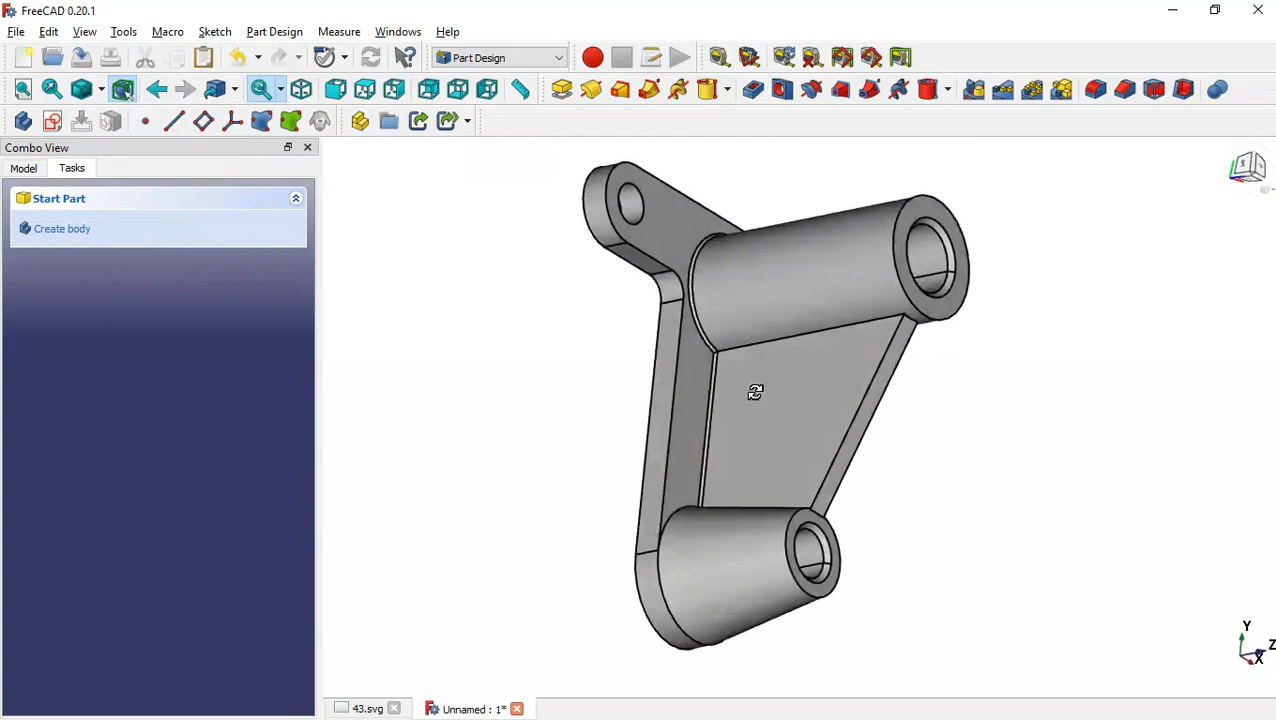 FreeCAD 0.20.1
File Edit View Tools Macro Sketch Part Design Measure Windows Help
Part Design
Combo View
Model Tasks
Start Part
Create body
Y
Z
X
43.svg Unnamed : 1*